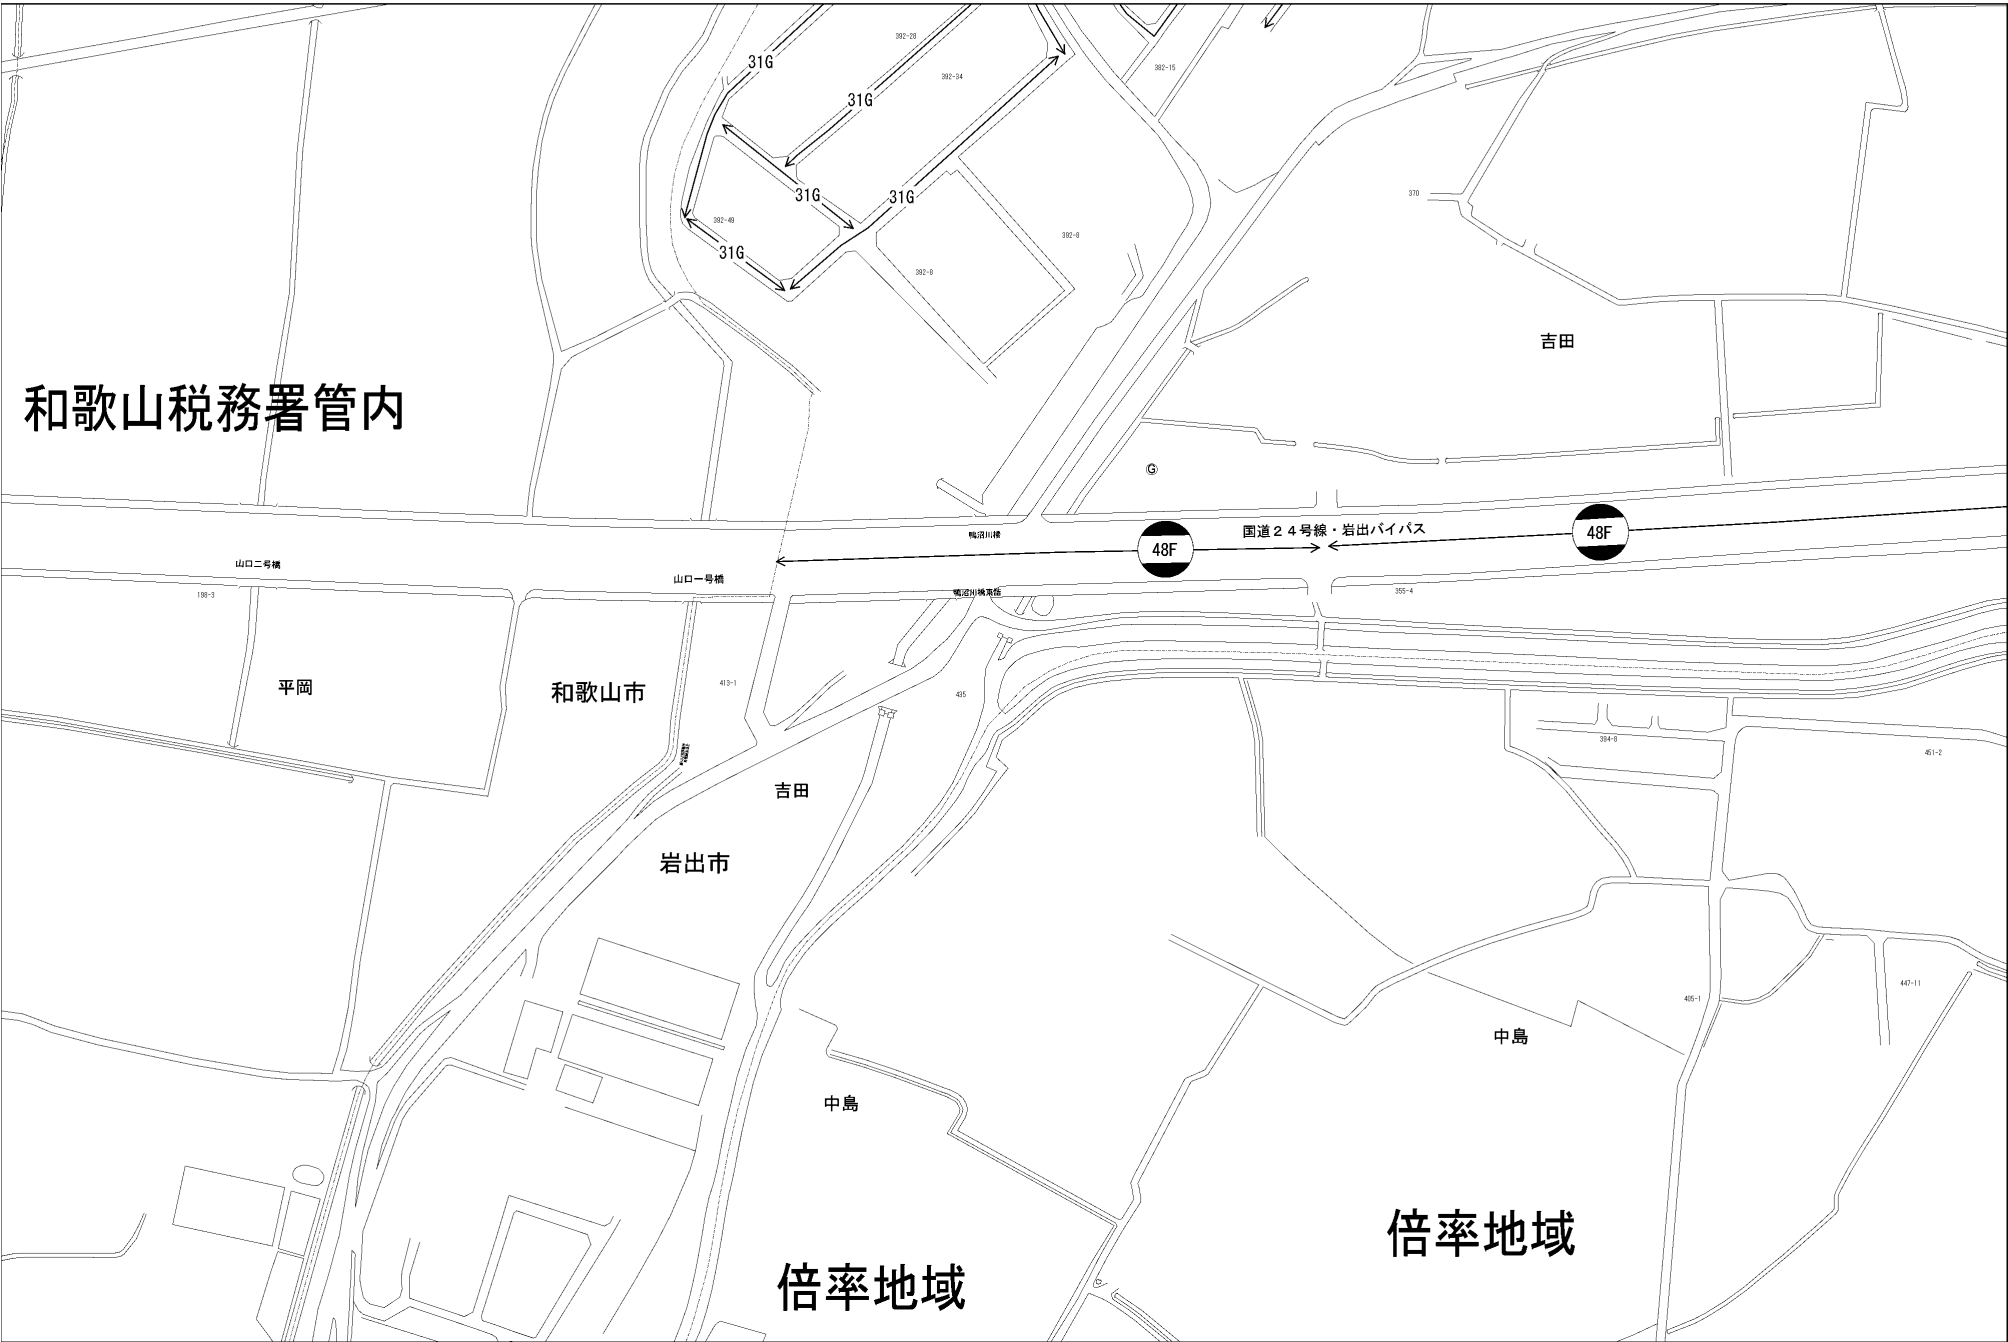 392-28
31G
392-34
382-15
31G
370
31G
31G
392-49
392-8
31G
392-8
吉田
和歌山税務署管内
G
国道24号線・岩出バイパス
48F
鴨沼川橋
48F
山口二号橋
山口一号橋
198-3
355-4
平岡
和歌山市
413-1
435
394-8
451-2
吉田
岩出市
447-11
405-1
中島
中島
倍率地域
倍率地域